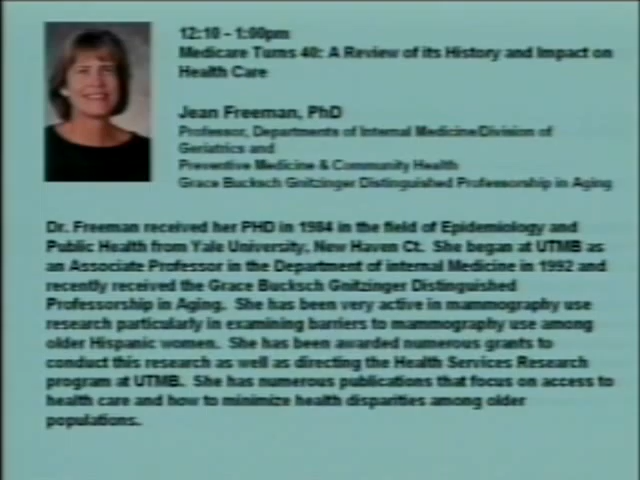 12:10 - 1:00pm
Medicare Turns 40: A Review of its History and Impact on
Health Care
Jean Freeman, PhD
Professor, Departments of Internal Medicine/Division of
Geriatrics and
Preventive Medicine & Community Health
Grace Bucksch Gnitzinger Distinguished Professorship in Aging
Dr. Freeman received her PHD in 1984 in the field of Epidemiology and
Public Health from Yale University, New Haven Ct. She began at UTMB as
an Associate Professor in the Department of internal Medicine in 1992 and
recently received the Grace Bucksch Gnitzinger Distinguished
Professorship in Aging. She has been very active in mammography use
research particularly in examining barriers to mammography use among
older Hispanic women. She has been awarded numerous grants to
conduct this research as well as directing the Health Services Research
program at UTMB. She has numerous publications that focus on access to
health care and how to minimize health disparities among older
populations.